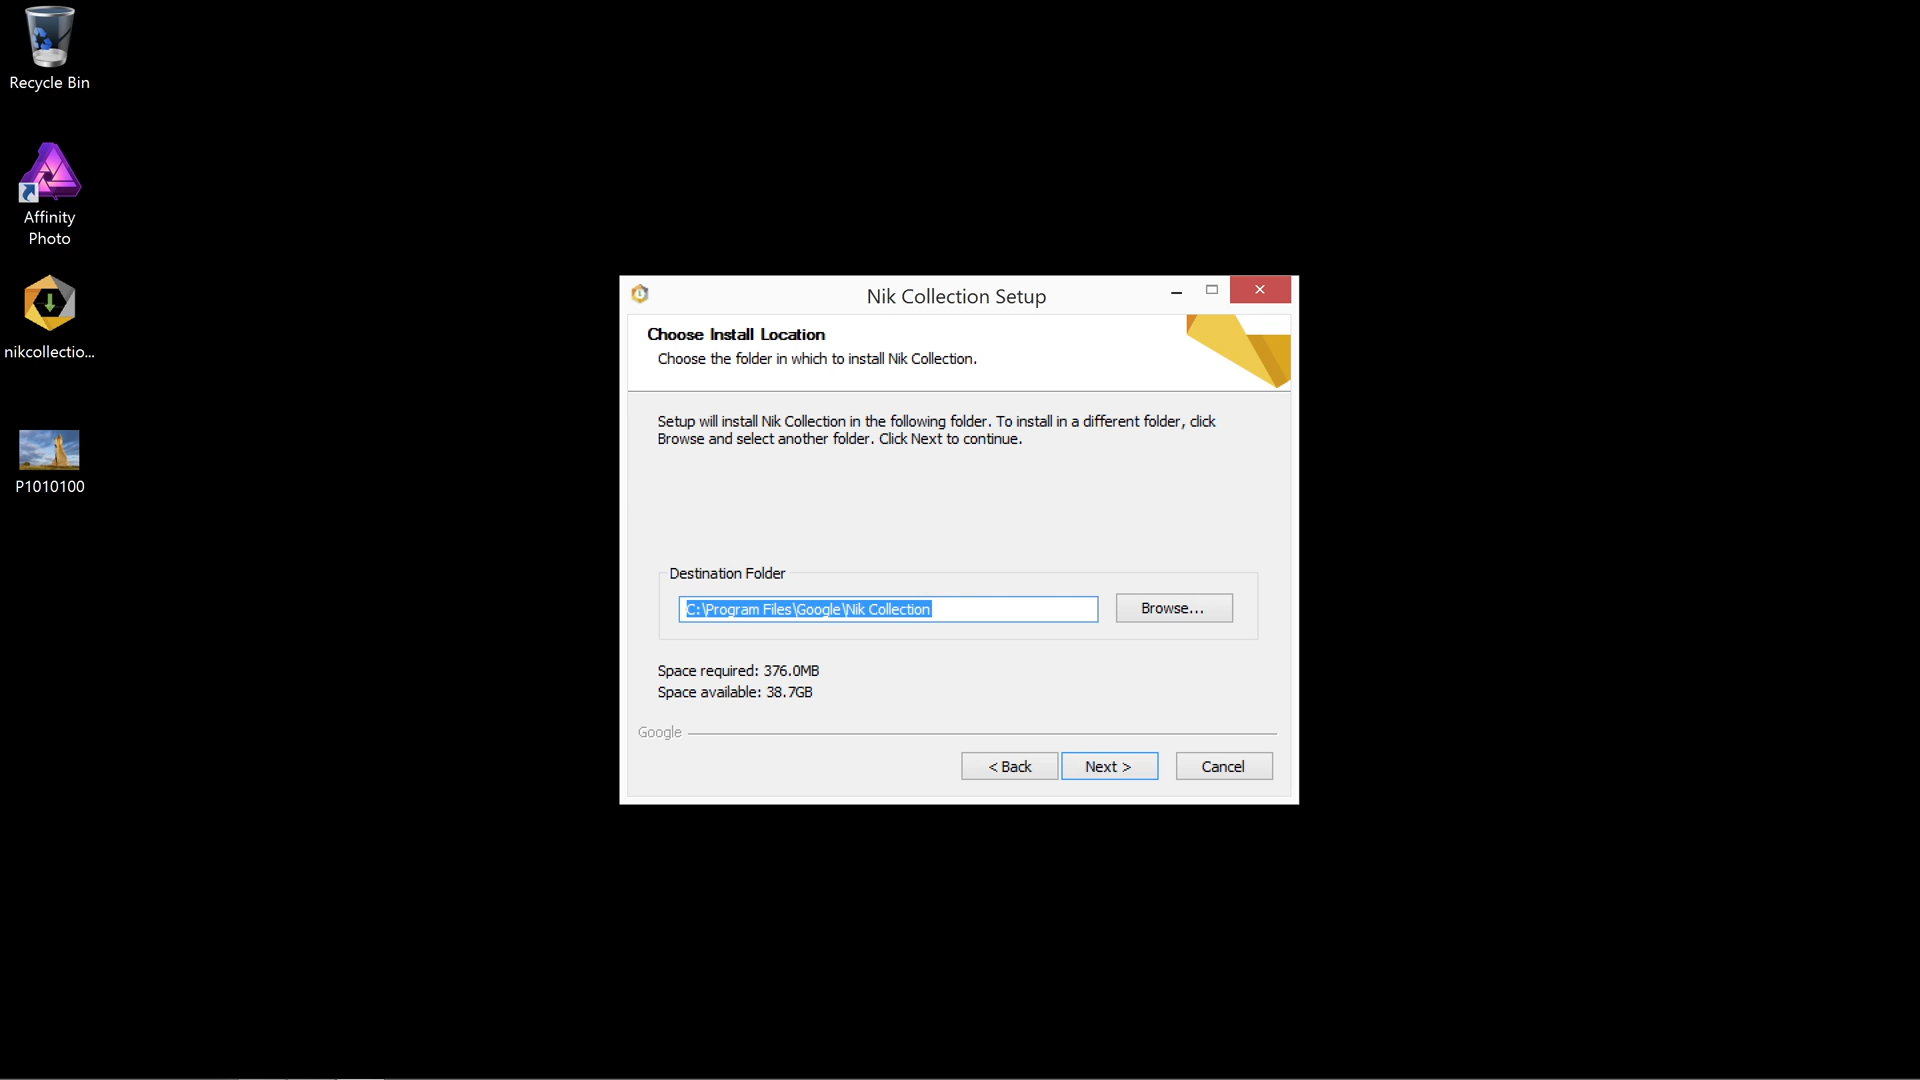 Recycle Bin
Affinity
Photo
nikcollectio...
P1010100
Nik Collection Setup
Choose Install Location
Choose the folder in which to install Nik Collection.
Setup will install Nik Collection in the following folder. To install in a different folder, click
Browse and select another folder. Click Next to continue.
Destination Folder
C:\Program Files\Google\Nik Collection
Browse...
Space required: 376.0MB
Space available: 38.7GB
Google
< Back
Next >
Cancel